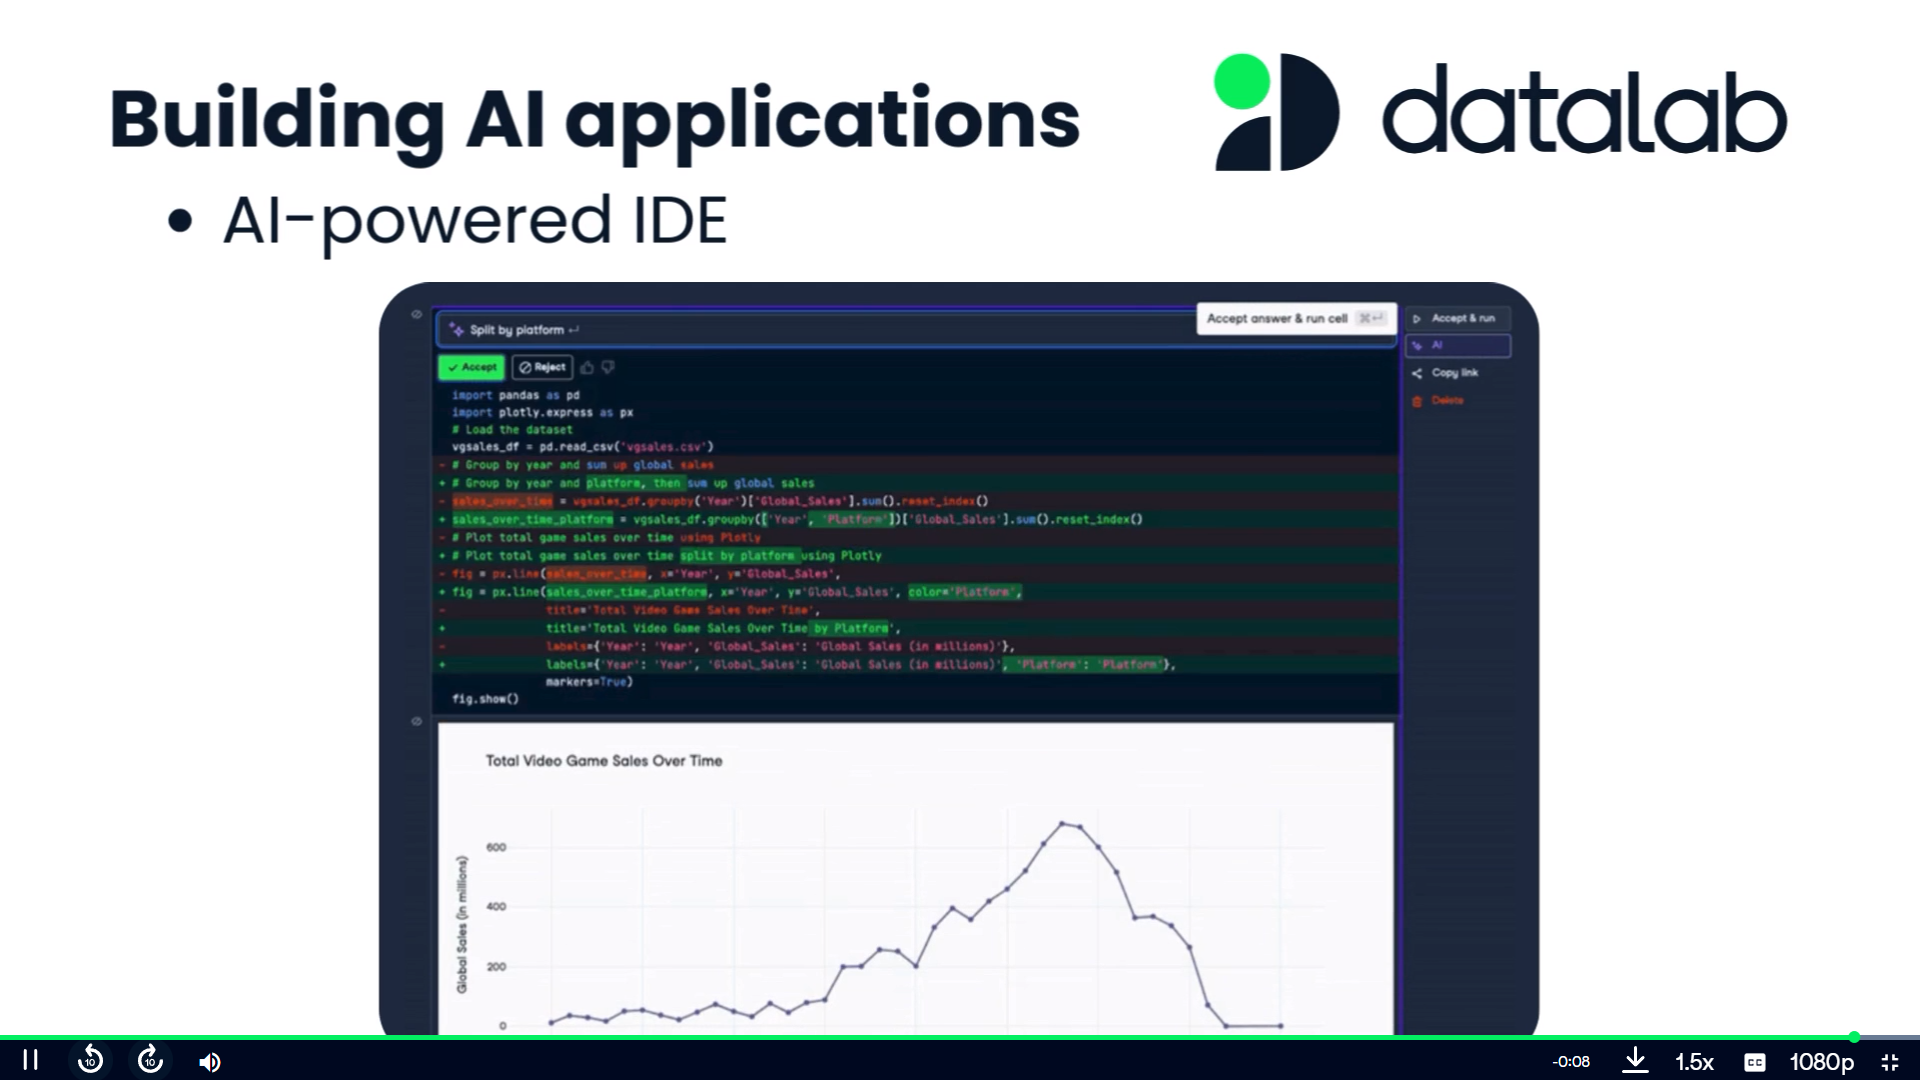 Building AI applications
datalab
• AI-powered IDE
Split by platform
Accept answer & run cell ⌘↵
Accept & run
AI
Copy link
Delete
Accept
Reject
import pandas as pd
import plotly.express as px
# Load the dataset
vgsales_df = pd.read_csv('vgsales.csv')
- # Group by year and sum up global sales
+ # Group by year and platform, then sum up global sales
- sales_over_time = vgsales_df.groupby('Year')['Global_Sales'].sum().reset_index()
+ sales_over_time_platform = vgsales_df.groupby(['Year', 'Platform'])['Global_Sales'].sum().reset_index()
- # Plot total game sales over time using Plotly
+ # Plot total game sales over time split by platform using Plotly
- fig = px.line(sales_over_time, x='Year', y='Global_Sales',
+ fig = px.line(sales_over_time_platform, x='Year', y='Global_Sales', color='Platform',
- title='Total Video Game Sales Over Time',
+ title='Total Video Game Sales Over Time by Platform',
- labels={'Year': 'Year', 'Global_Sales': 'Global Sales (in millions)'},
+ labels={'Year': 'Year', 'Global_Sales': 'Global Sales (in millions)', 'Platform': 'Platform'},
markers=True)
fig.show()
Total Video Game Sales Over Time
Global Sales (in millions)
600
400
200
0
10
10
-0:08
1.5x
CC
1080p